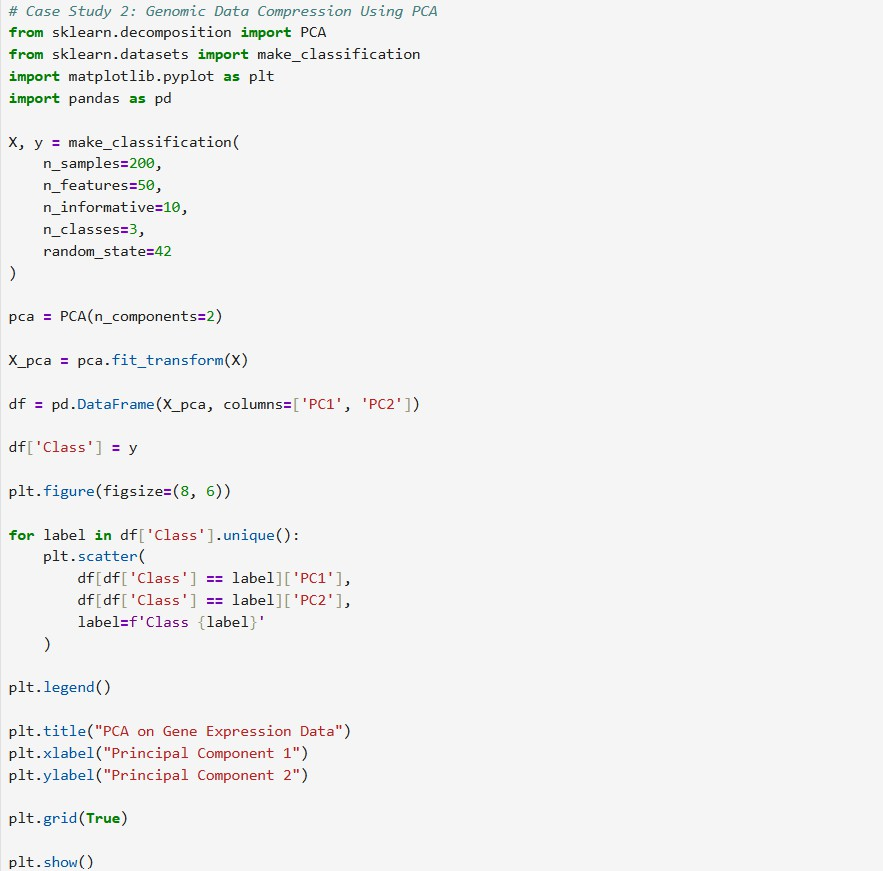 # Case Study 2: Genomic Data Compression Using PCA
from sklearn.decomposition import PCA
from sklearn.datasets import make_classification
import matplotlib.pyplot as plt
import pandas as pd
X, y = make_classification(
    n_samples=200,
    n_features=50,
    n_informative=10,
    n_classes=3,
    random_state=42
)
pca = PCA(n_components=2)
X_pca = pca.fit_transform(X)
df = pd.DataFrame(X_pca, columns=['PC1', 'PC2'])
df['Class'] = y
plt.figure(figsize=(8, 6))
for label in df['Class'].unique():
    plt.scatter(
        df[df['Class'] == label]['PC1'],
        df[df['Class'] == label]['PC2'],
        label=f'Class {label}'
    )
plt.legend()
plt.title("PCA on Gene Expression Data")
plt.xlabel("Principal Component 1")
plt.ylabel("Principal Component 2")
plt.grid(True)
plt.show()